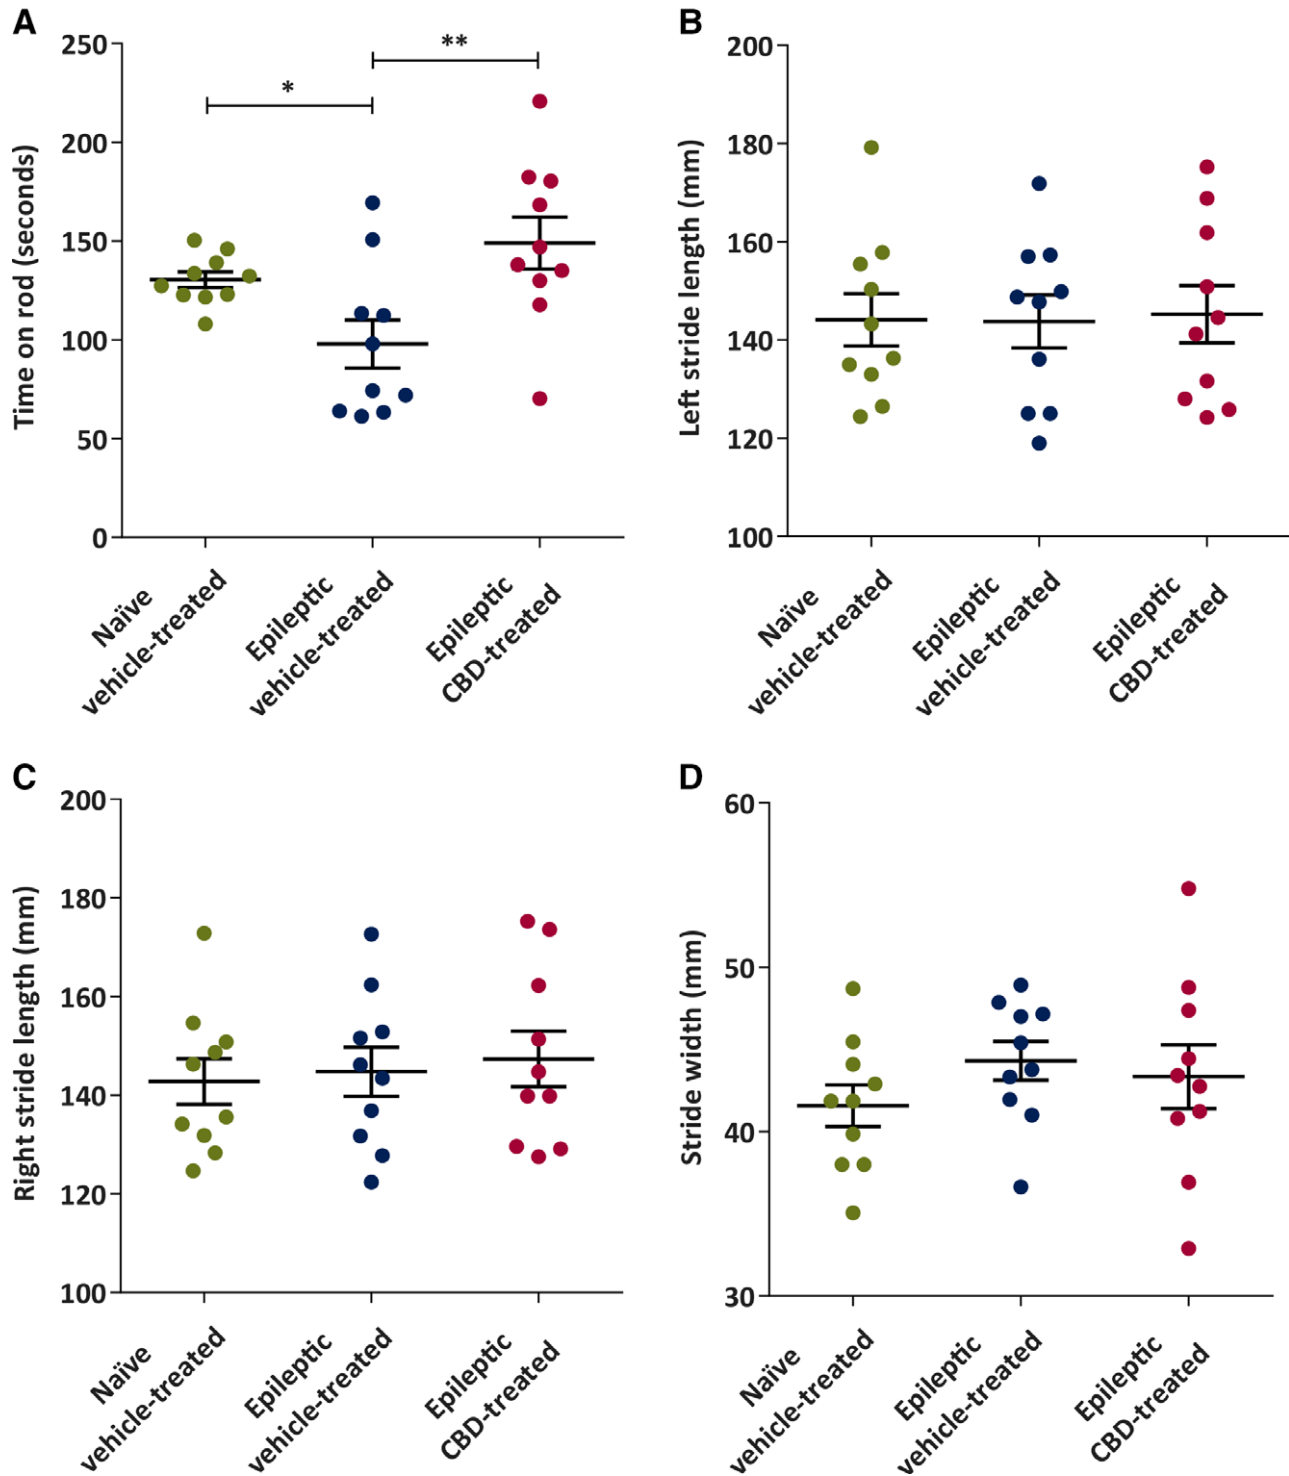 A
250
200
150
100
50
0
Time on rod (seconds)
*
**
Naïve
vehicle-treated
Epileptic
vehicle-treated
Epileptic
CBD-treated
B
200
180
160
140
120
100
Left stride length (mm)
Naïve
vehicle-treated
Epileptic
vehicle-treated
Epileptic
CBD-treated
C
200
180
160
140
120
100
Right stride length (mm)
Naïve
vehicle-treated
Epileptic
vehicle-treated
Epileptic
CBD-treated
D
60
50
40
30
Stride width (mm)
Naïve
vehicle-treated
Epileptic
vehicle-treated
Epileptic
CBD-treated